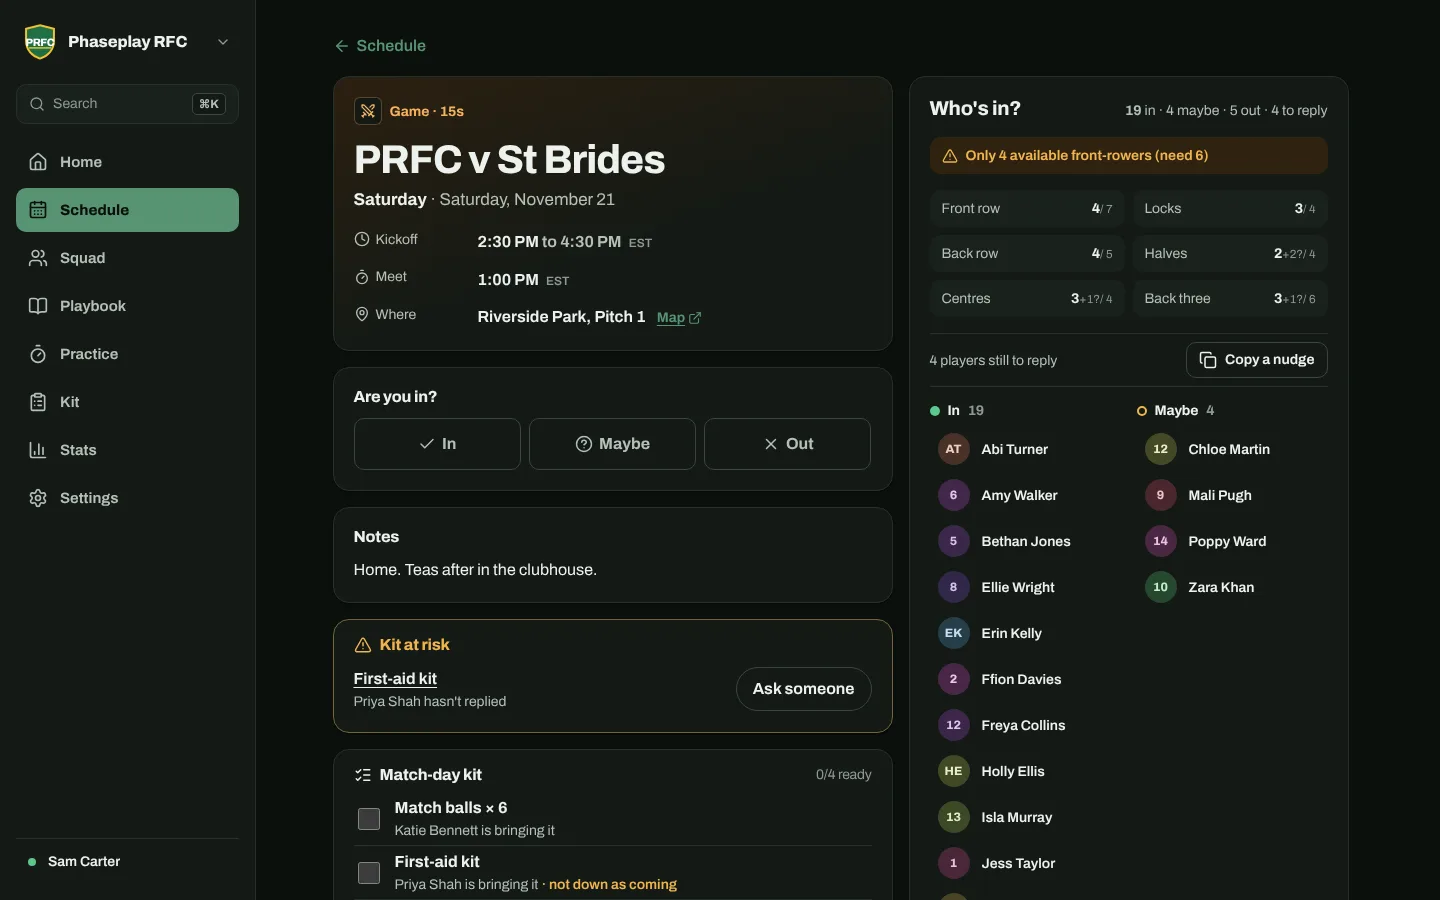 PRFC
Phaseplay RFC
Search
⌘K
Home
Schedule
Squad
Playbook
Practice
Kit
Stats
Settings
Sam Carter
Schedule
Game · 15s
PRFC v St Brides
Saturday · Saturday, November 21
Kickoff
2:30 PM to 4:30 PM EST
Meet
1:00 PM EST
Where
Riverside Park, Pitch 1 Map
Are you in?
In
Maybe
Out
Notes
Home. Teas after in the clubhouse.
Kit at risk
First-aid kit
Priya Shah hasn't replied
Ask someone
Match-day kit
0/4 ready
Match balls × 6
Katie Bennett is bringing it
First-aid kit
Priya Shah is bringing it · not down as coming
Who's in?
19 in · 4 maybe · 5 out · 4 to reply
Only 4 available front-rowers (need 6)
Front row 4/ 7
Locks 3/ 4
Back row 4/ 5
Halves 2+2?/ 4
Centres 3+1?/ 4
Back three 3+1?/ 6
4 players still to reply
Copy a nudge
In 19
AT Abi Turner
6 Amy Walker
5 Bethan Jones
8 Ellie Wright
EK Erin Kelly
2 Ffion Davies
12 Freya Collins
HE Holly Ellis
13 Isla Murray
1 Jess Taylor
Maybe 4
12 Chloe Martin
9 Mali Pugh
14 Poppy Ward
10 Zara Khan